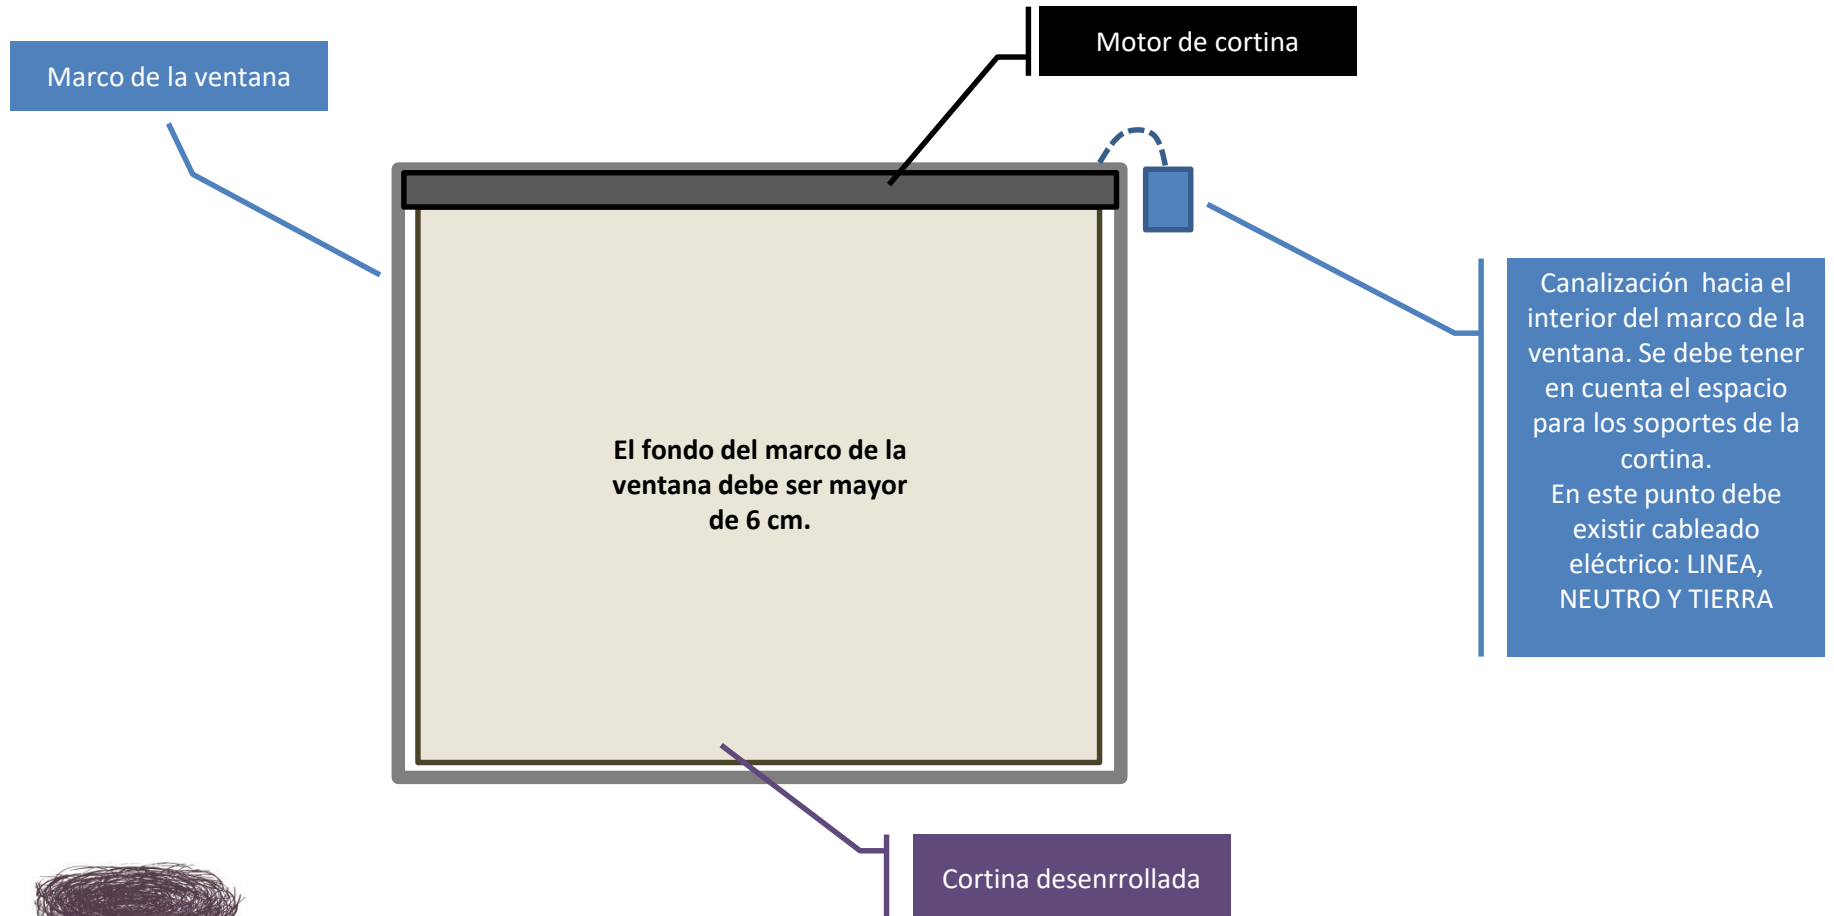 Motor de cortina
Marco de la ventana
Canalización hacia el
interior del marco de la
ventana. Se debe tener
en cuenta el espacio
para los soportes de la
cortina.
En este punto debe
existir cableado
eléctrico: LINEA,
NEUTRO Y TIERRA
El fondo del marco de la
ventana debe ser mayor
de 6 cm.
Cortina desenrrollada